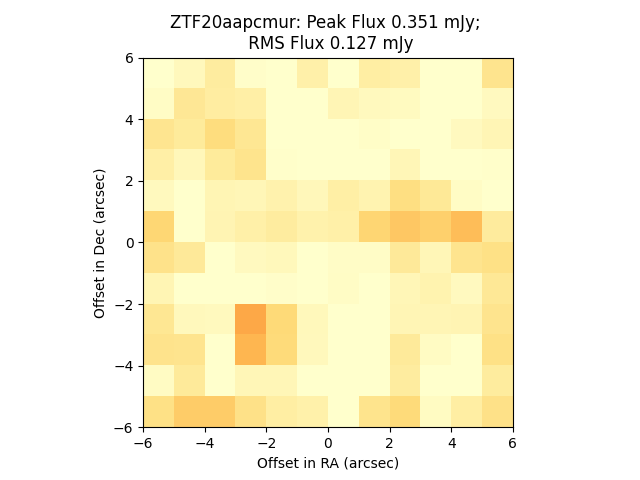 ZTF20aapcmur: Peak Flux 0.351 mJy;
RMS Flux 0.127 mJy
6
4
2
0
−2
−4
−6
Offset in Dec (arcsec)
−6 −4 −2 0 2 4 6
Offset in RA (arcsec)